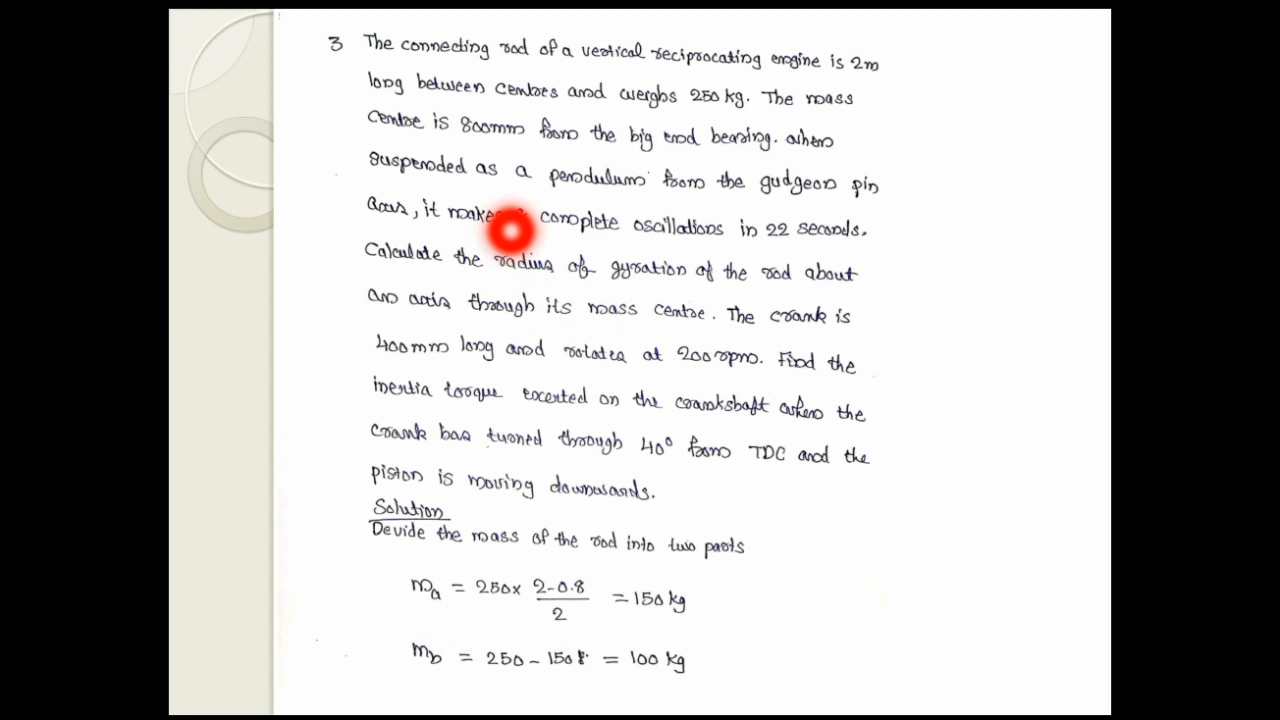 3 The connecting rod of a vertical reciprocating engine is 2m
long between centres and weighs 250 kg. The mass
centre is 800mm from the big end bearing. when
suspended as a pendulum from the gudgeon pin
axis, it makes complete oscillations in 22 seconds.
Calculate the radius of gyration of the rod about
an axis through its mass centre. The crank is
400mm long and rotates at 200rpm. Find the
inertia torque exerted on the crankshaft when the
crank has turned through 40° from TDC and the
piston is moving downwards.
Solution
Devide the mass of the rod into two parts
ma = 250x 2-0.8 = 150 kg
2
mb = 250 - 150 = 100 kg